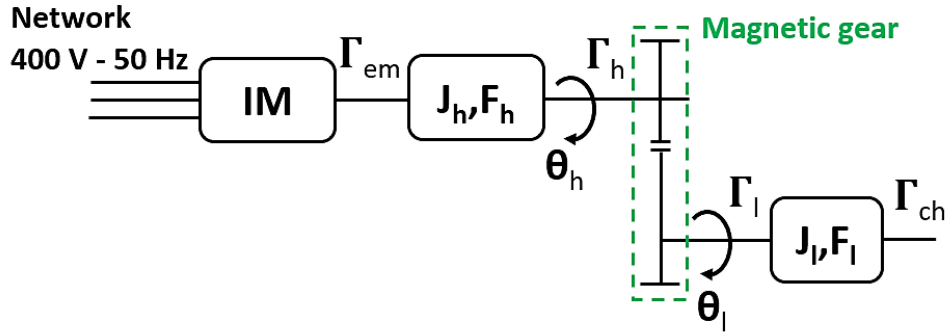 Network
400 V - 50 Hz
IM
Γem
Jh,Fh
Γh
θh
Magnetic gear
Γl
Jl,Fl
Γch
θl